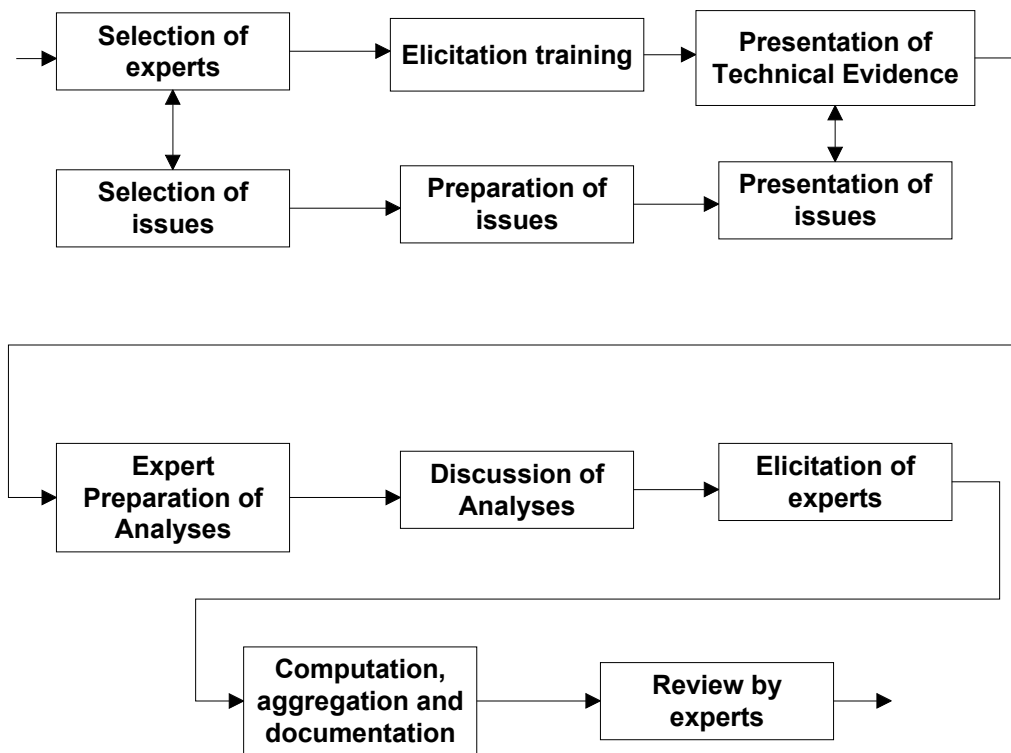 Selection of
experts
Elicitation training
Presentation of
Technical Evidence
Selection of
issues
Preparation of
issues
Presentation of
issues
Expert
Preparation of
Analyses
Discussion of
Analyses
Elicitation of
experts
Computation,
aggregation and
documentation
Review by
experts